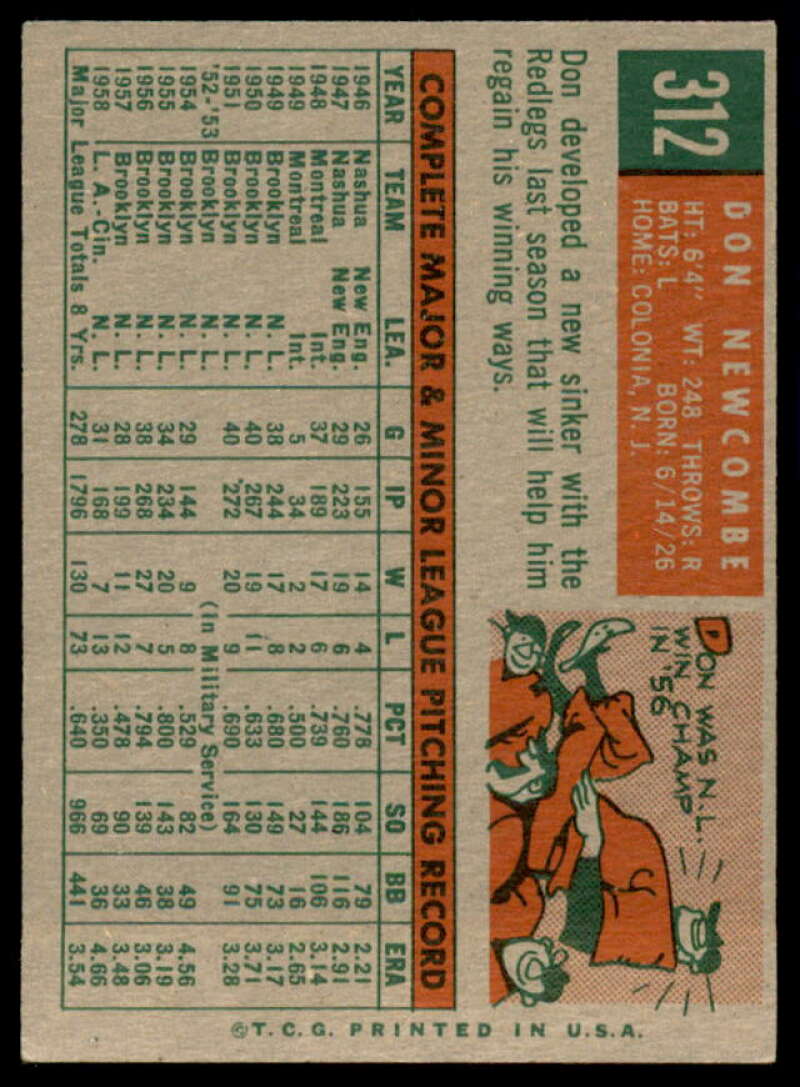 312
DON NEWCOMBE
HT: 6'4" WT: 248 THROWS: R
BATS: L BORN: 6/14/26
HOME: COLONIA, N. J.
Don developed a new sinker with the
Redlegs last season that will help him
regain his winning ways.
DON WAS N.L.
WIN CHAMP
IN '56
COMPLETE MAJOR & MINOR LEAGUE PITCHING RECORD
YEAR TEAM LEA. G IP W L PCT SO BB ERA
1946 Nashua New Eng. 26 155 14 4 .778 104 79 2.21
1947 Nashua New Eng. 29 223 19 6 .760 186 116 2.91
1948 Montreal Int. 37 189 17 6 .739 144 106 3.14
1949 Montreal Int. 5 34 2 2 .500 27 16 2.65
1949 Brooklyn N. L. 38 244 17 8 .680 149 73 3.17
1950 Brooklyn N. L. 40 267 19 11 .633 130 75 3.71
1951 Brooklyn N. L. 40 272 20 9 .690 164 91 3.28
'52-'53 Brooklyn N. L. (In Military Service)
1954 Brooklyn N. L. 29 144 9 8 .529 82 49 4.56
1955 Brooklyn N. L. 34 234 20 5 .800 143 38 3.19
1956 Brooklyn N. L. 38 268 27 7 .794 139 46 3.06
1957 Brooklyn N. L. 28 199 11 12 .478 90 33 3.48
1958 L. A.-Cin. N. L. 31 168 7 13 .350 69 36 4.66
Major League Totals 8 Yrs. 278 1796 130 73 .640 966 441 3.54
©T.C.G. PRINTED IN U.S.A.